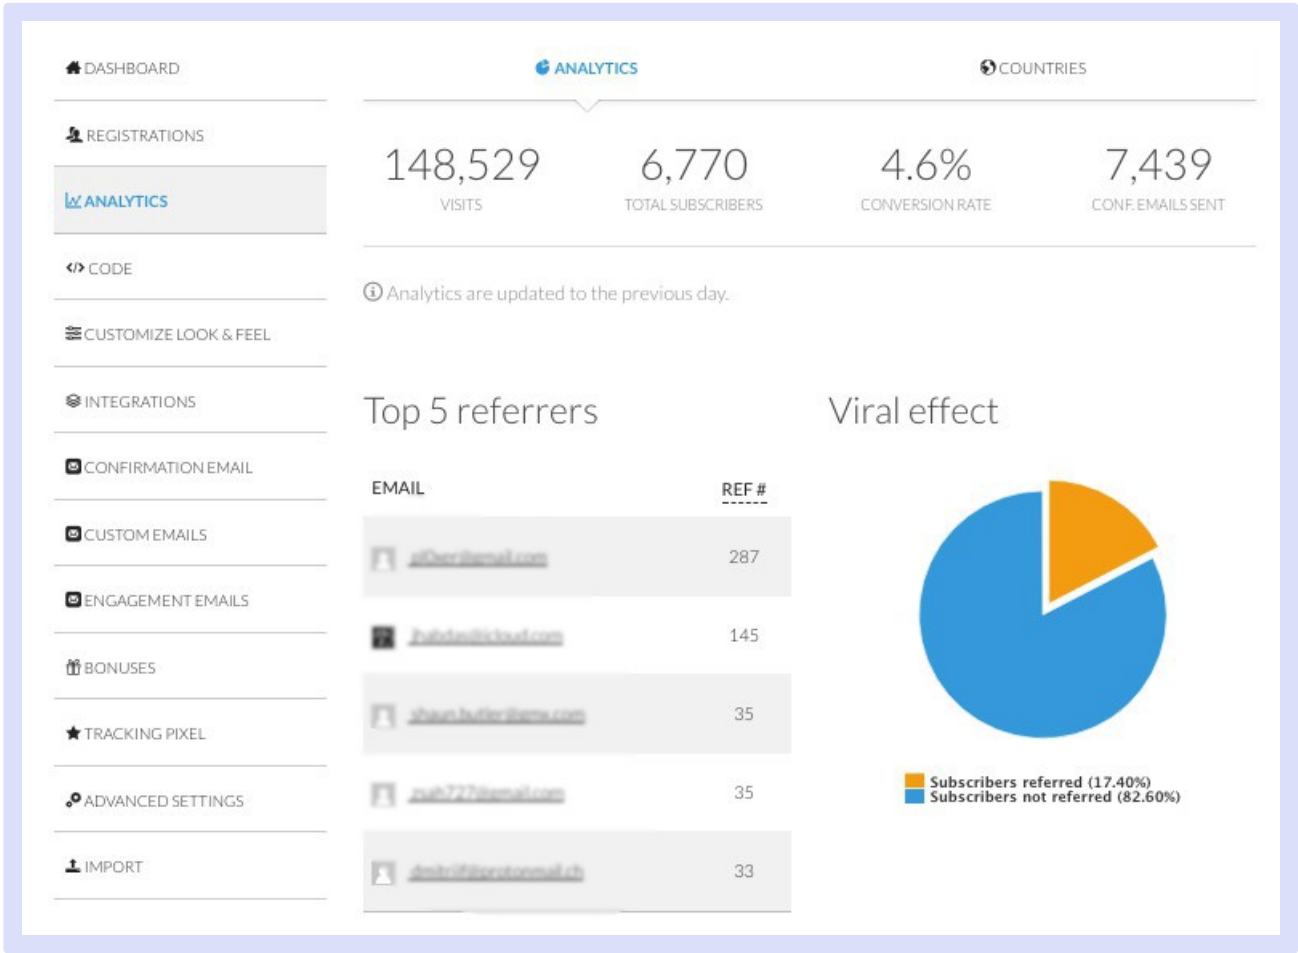 DASHBOARD
REGISTRATIONS
ANALYTICS
CODE
CUSTOMIZE LOOK & FEEL
INTEGRATIONS
CONFIRMATION EMAIL
CUSTOM EMAILS
ENGAGEMENT EMAILS
BONUSES
TRACKING PIXEL
ADVANCED SETTINGS
IMPORT
ANALYTICS
COUNTRIES
148,529
VISITS
6,770
TOTAL SUBSCRIBERS
4.6%
CONVERSION RATE
7,439
CONF. EMAILS SENT
Analytics are updated to the previous day.
Top 5 referrers
EMAIL REF #
287
145
35
35
33
Viral effect
Subscribers referred (17.40%)
Subscribers not referred (82.60%)